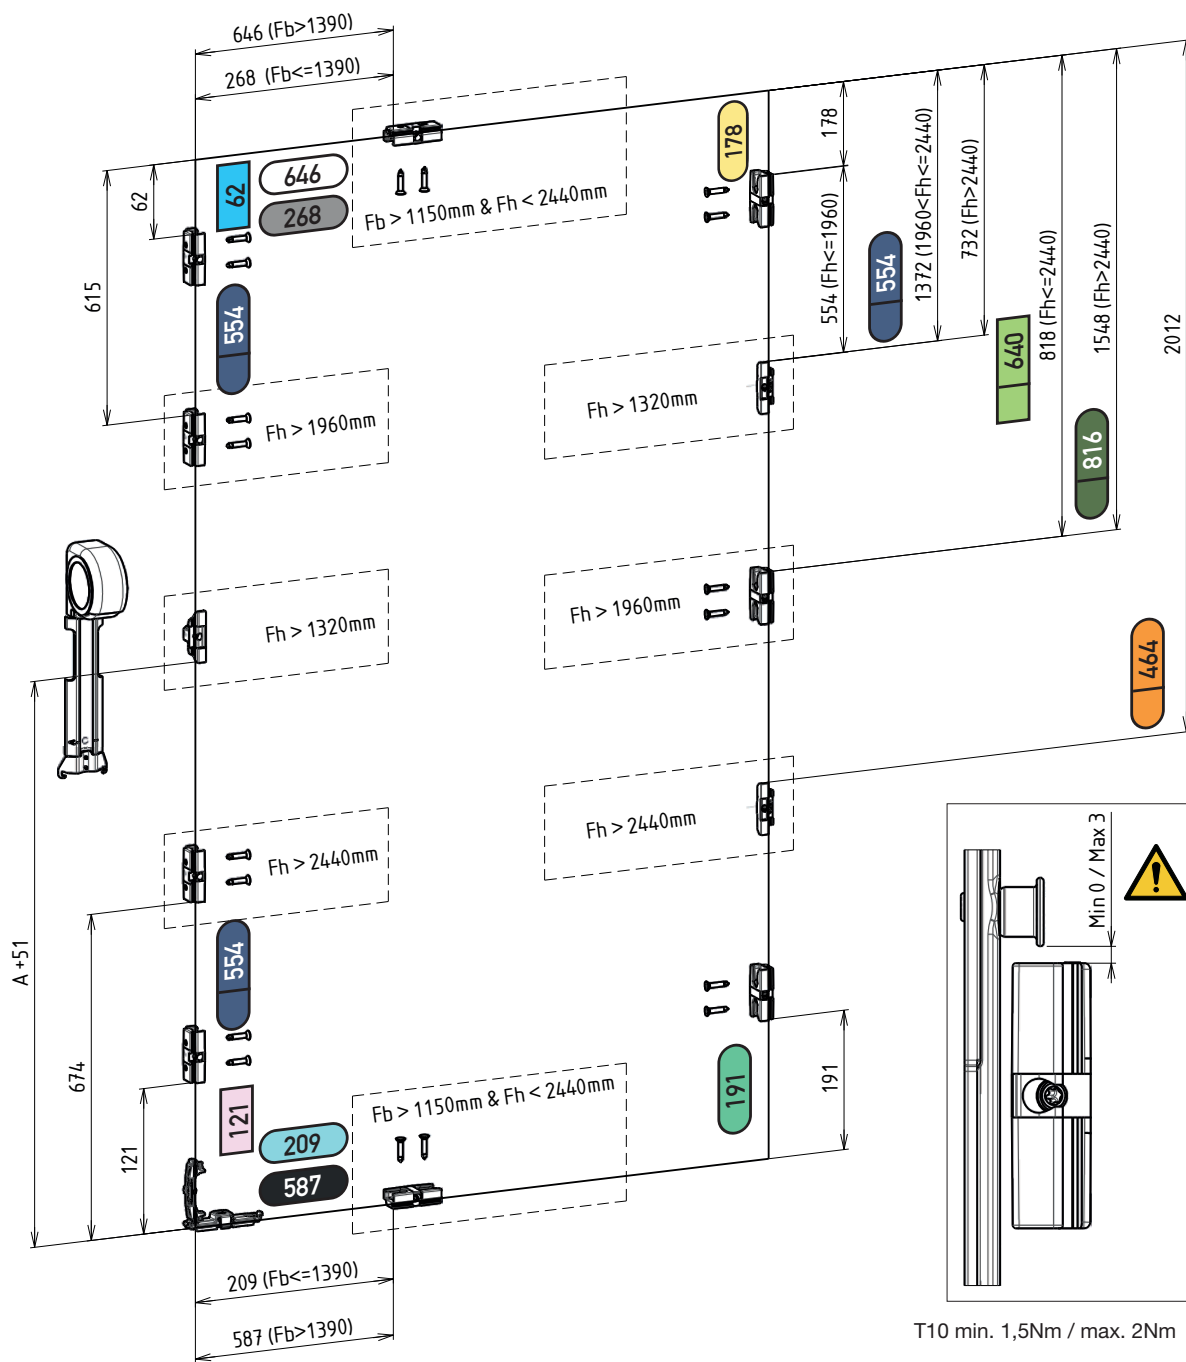 646 (Fb>1390)
268 (Fb<=1390)
62
615
62
646
268
Fb > 1150mm & Fh < 2440mm
178
178
554 (Fh<=1960)
554
1372 (1960<Fh<=2440)
732 (Fh>2440)
640
818 (Fh<=2440)
1548 (Fh>2440)
816
2012
464
554
Fh > 1960mm
Fh > 1320mm
Fh > 1320mm
Fh > 1960mm
Fh > 2440mm
Fh > 2440mm
A +51
674
554
121
121
209
587
Fb > 1150mm & Fh < 2440mm
191
191
209 (Fb<=1390)
587 (Fb>1390)
Min 0 / Max 3
T10 min. 1,5Nm / max. 2Nm